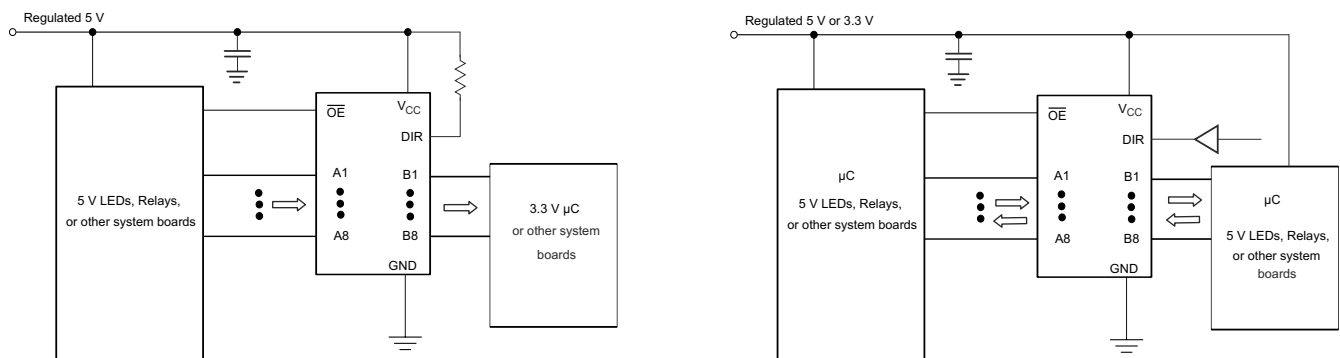 Regulated 5 V
OE
VCC
DIR
A1
B1
5 V LEDs, Relays,
or other system boards
3.3 V µC
or other system
boards
A8
B8
GND
Regulated 5 V or 3.3 V
OE
VCC
DIR
A1
B1
µC
5 V LEDs, Relays,
or other system boards
µC
5 V LEDs, Relays,
or other system
boards
A8
B8
GND